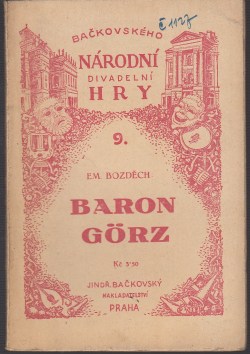 BAČKOVSKÉHO
€ 1127
NÁRODNÍ
DIVADELNÍ
HRY
9.
EM. BOZDĚCH
BARON
GÖRZ
Kč 5·50
JINDŘ. BAČKOVSKÝ
NAKLADATELSTVÍ
PRAHA